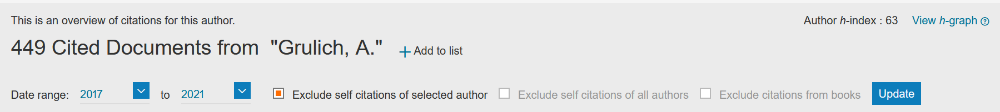 This is an overview of citations for this author.
Author h-index : 63 View h-graph ?
449 Cited Documents from "Grulich, A." + Add to list
Date range: 2017 to 2021 Exclude self citations of selected author Exclude self citations of all authors Exclude citations from books Update